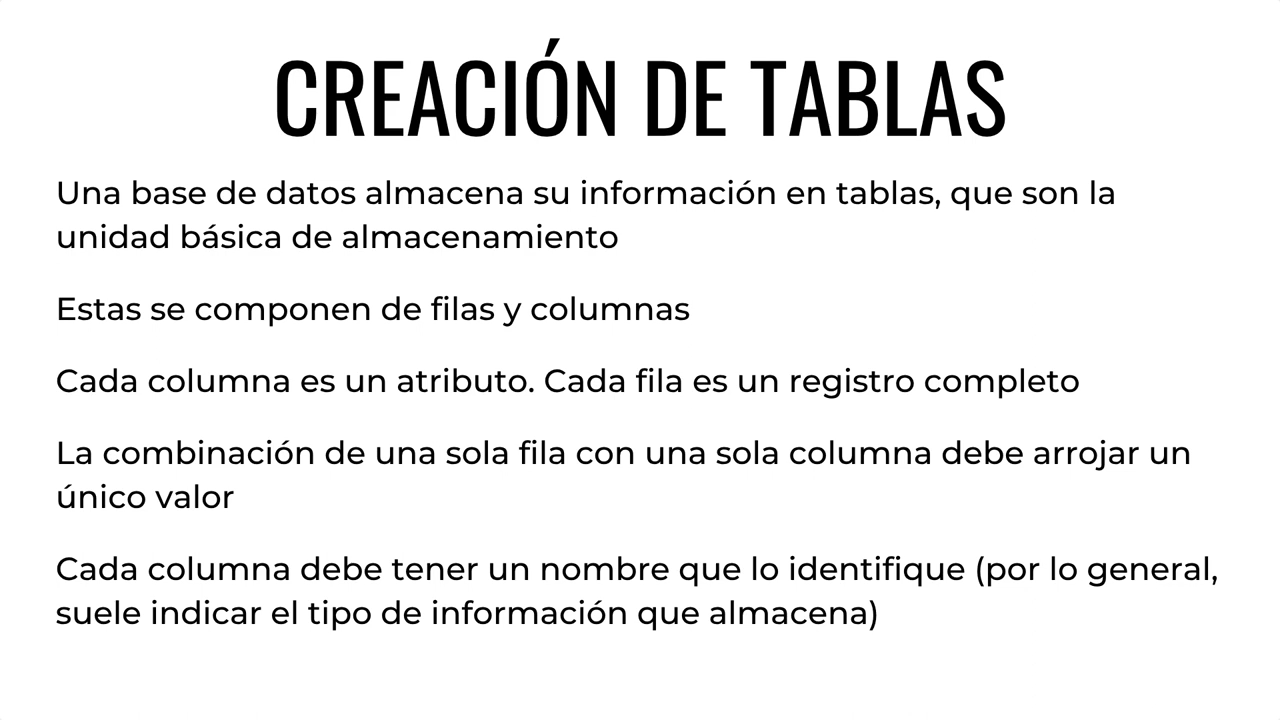 CREACIÓN DE TABLAS
Una base de datos almacena su información en tablas, que son la
unidad básica de almacenamiento
Estas se componen de filas y columnas
Cada columna es un atributo. Cada fila es un registro completo
La combinación de una sola fila con una sola columna debe arrojar un
único valor
Cada columna debe tener un nombre que lo identifique (por lo general,
suele indicar el tipo de información que almacena)